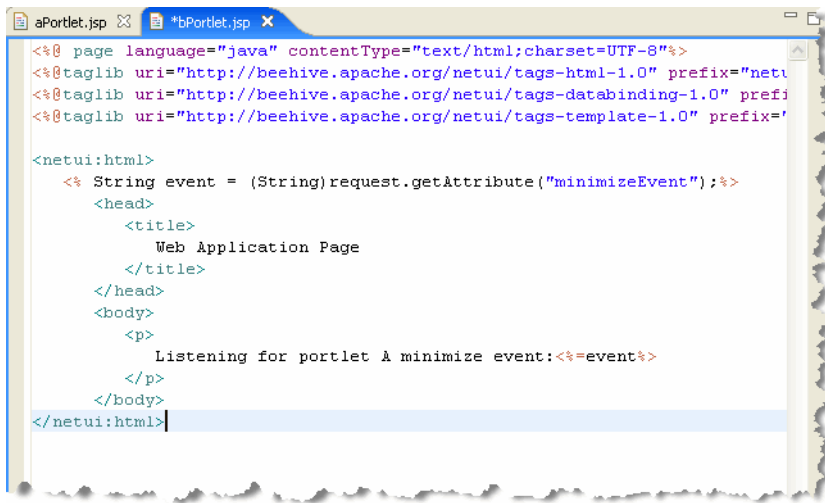 aPortlet.jsp *bPortlet.jsp
<%@ page language="java" contentType="text/html;charset=UTF-8"%>
<%@taglib uri="http://beehive.apache.org/netui/tags-html-1.0" prefix="netu
<%@taglib uri="http://beehive.apache.org/netui/tags-databinding-1.0" prefi
<%@taglib uri="http://beehive.apache.org/netui/tags-template-1.0" prefix="
<netui:html>
<% String event = (String)request.getAttribute("minimizeEvent");%>
<head>
<title>
Web Application Page
</title>
</head>
<body>
<p>
Listening for portlet A minimize event:<%=event%>
</p>
</body>
</netui:html>